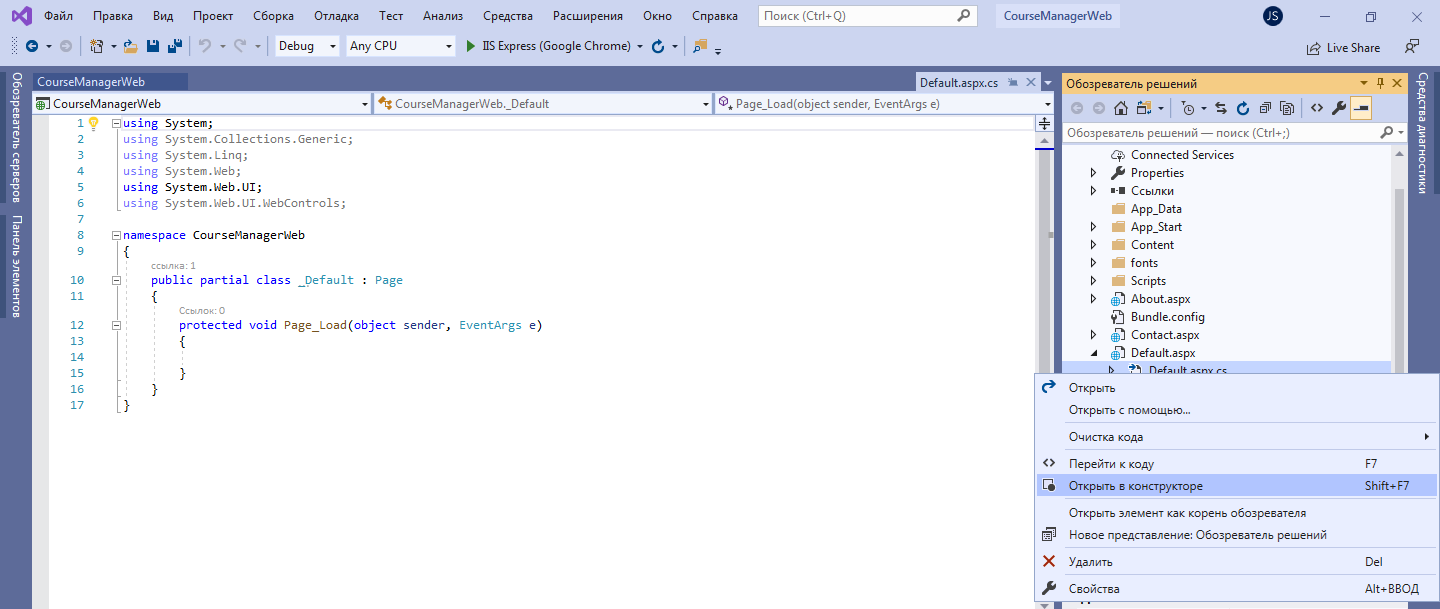 Файл Правка Вид Проект Сборка Отладка Тест Анализ Средства Расширения Окно Справка Поиск (Ctrl+Q) CourseManagerWeb JS
Debug Any CPU IIS Express (Google Chrome) Live Share
Обозреватель серверов
Панель элементов
CourseManagerWeb Default.aspx.cs
CourseManagerWeb CourseManagerWeb._Default Page_Load(object sender, EventArgs e)
1 using System;
2 using System.Collections.Generic;
3 using System.Linq;
4 using System.Web;
5 using System.Web.UI;
6 using System.Web.UI.WebControls;
7
8 namespace CourseManagerWeb
9 {
ссылка: 1
10 public partial class _Default : Page
11 {
Ссылок: 0
12 protected void Page_Load(object sender, EventArgs e)
13 {
14
15 }
16 }
17 }
Обозреватель решений
Обозреватель решений — поиск (Ctrl+;)
Connected Services
Properties
Ссылки
App_Data
App_Start
Content
fonts
Scripts
About.aspx
Bundle.config
Contact.aspx
Default.aspx
Default.aspx.cs
Открыть
Открыть с помощью...
Очистка кода
Перейти к коду F7
Открыть в конструкторе Shift+F7
Открыть элемент как корень обозревателя
Новое представление: Обозреватель решений
Удалить Del
Свойства Alt+ВВОД
Средства диагностики